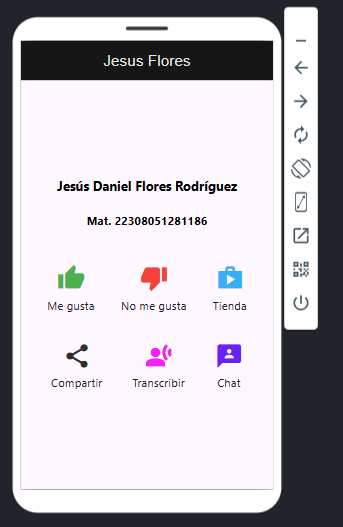 Jesus Flores
Jesús Daniel Flores Rodríguez
Mat. 22308051281186
Me gusta No me gusta Tienda
Compartir Transcribir Chat